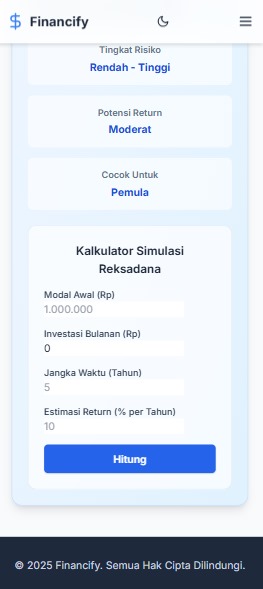 Financify
Tingkat Risiko
Rendah - Tinggi
Potensi Return
Moderat
Cocok Untuk
Pemula
Kalkulator Simulasi
Reksadana
Modal Awal (Rp)
1.000.000
Investasi Bulanan (Rp)
0
Jangka Waktu (Tahun)
5
Estimasi Return (% per Tahun)
10
Hitung
© 2025 Financify. Semua Hak Cipta Dilindungi.